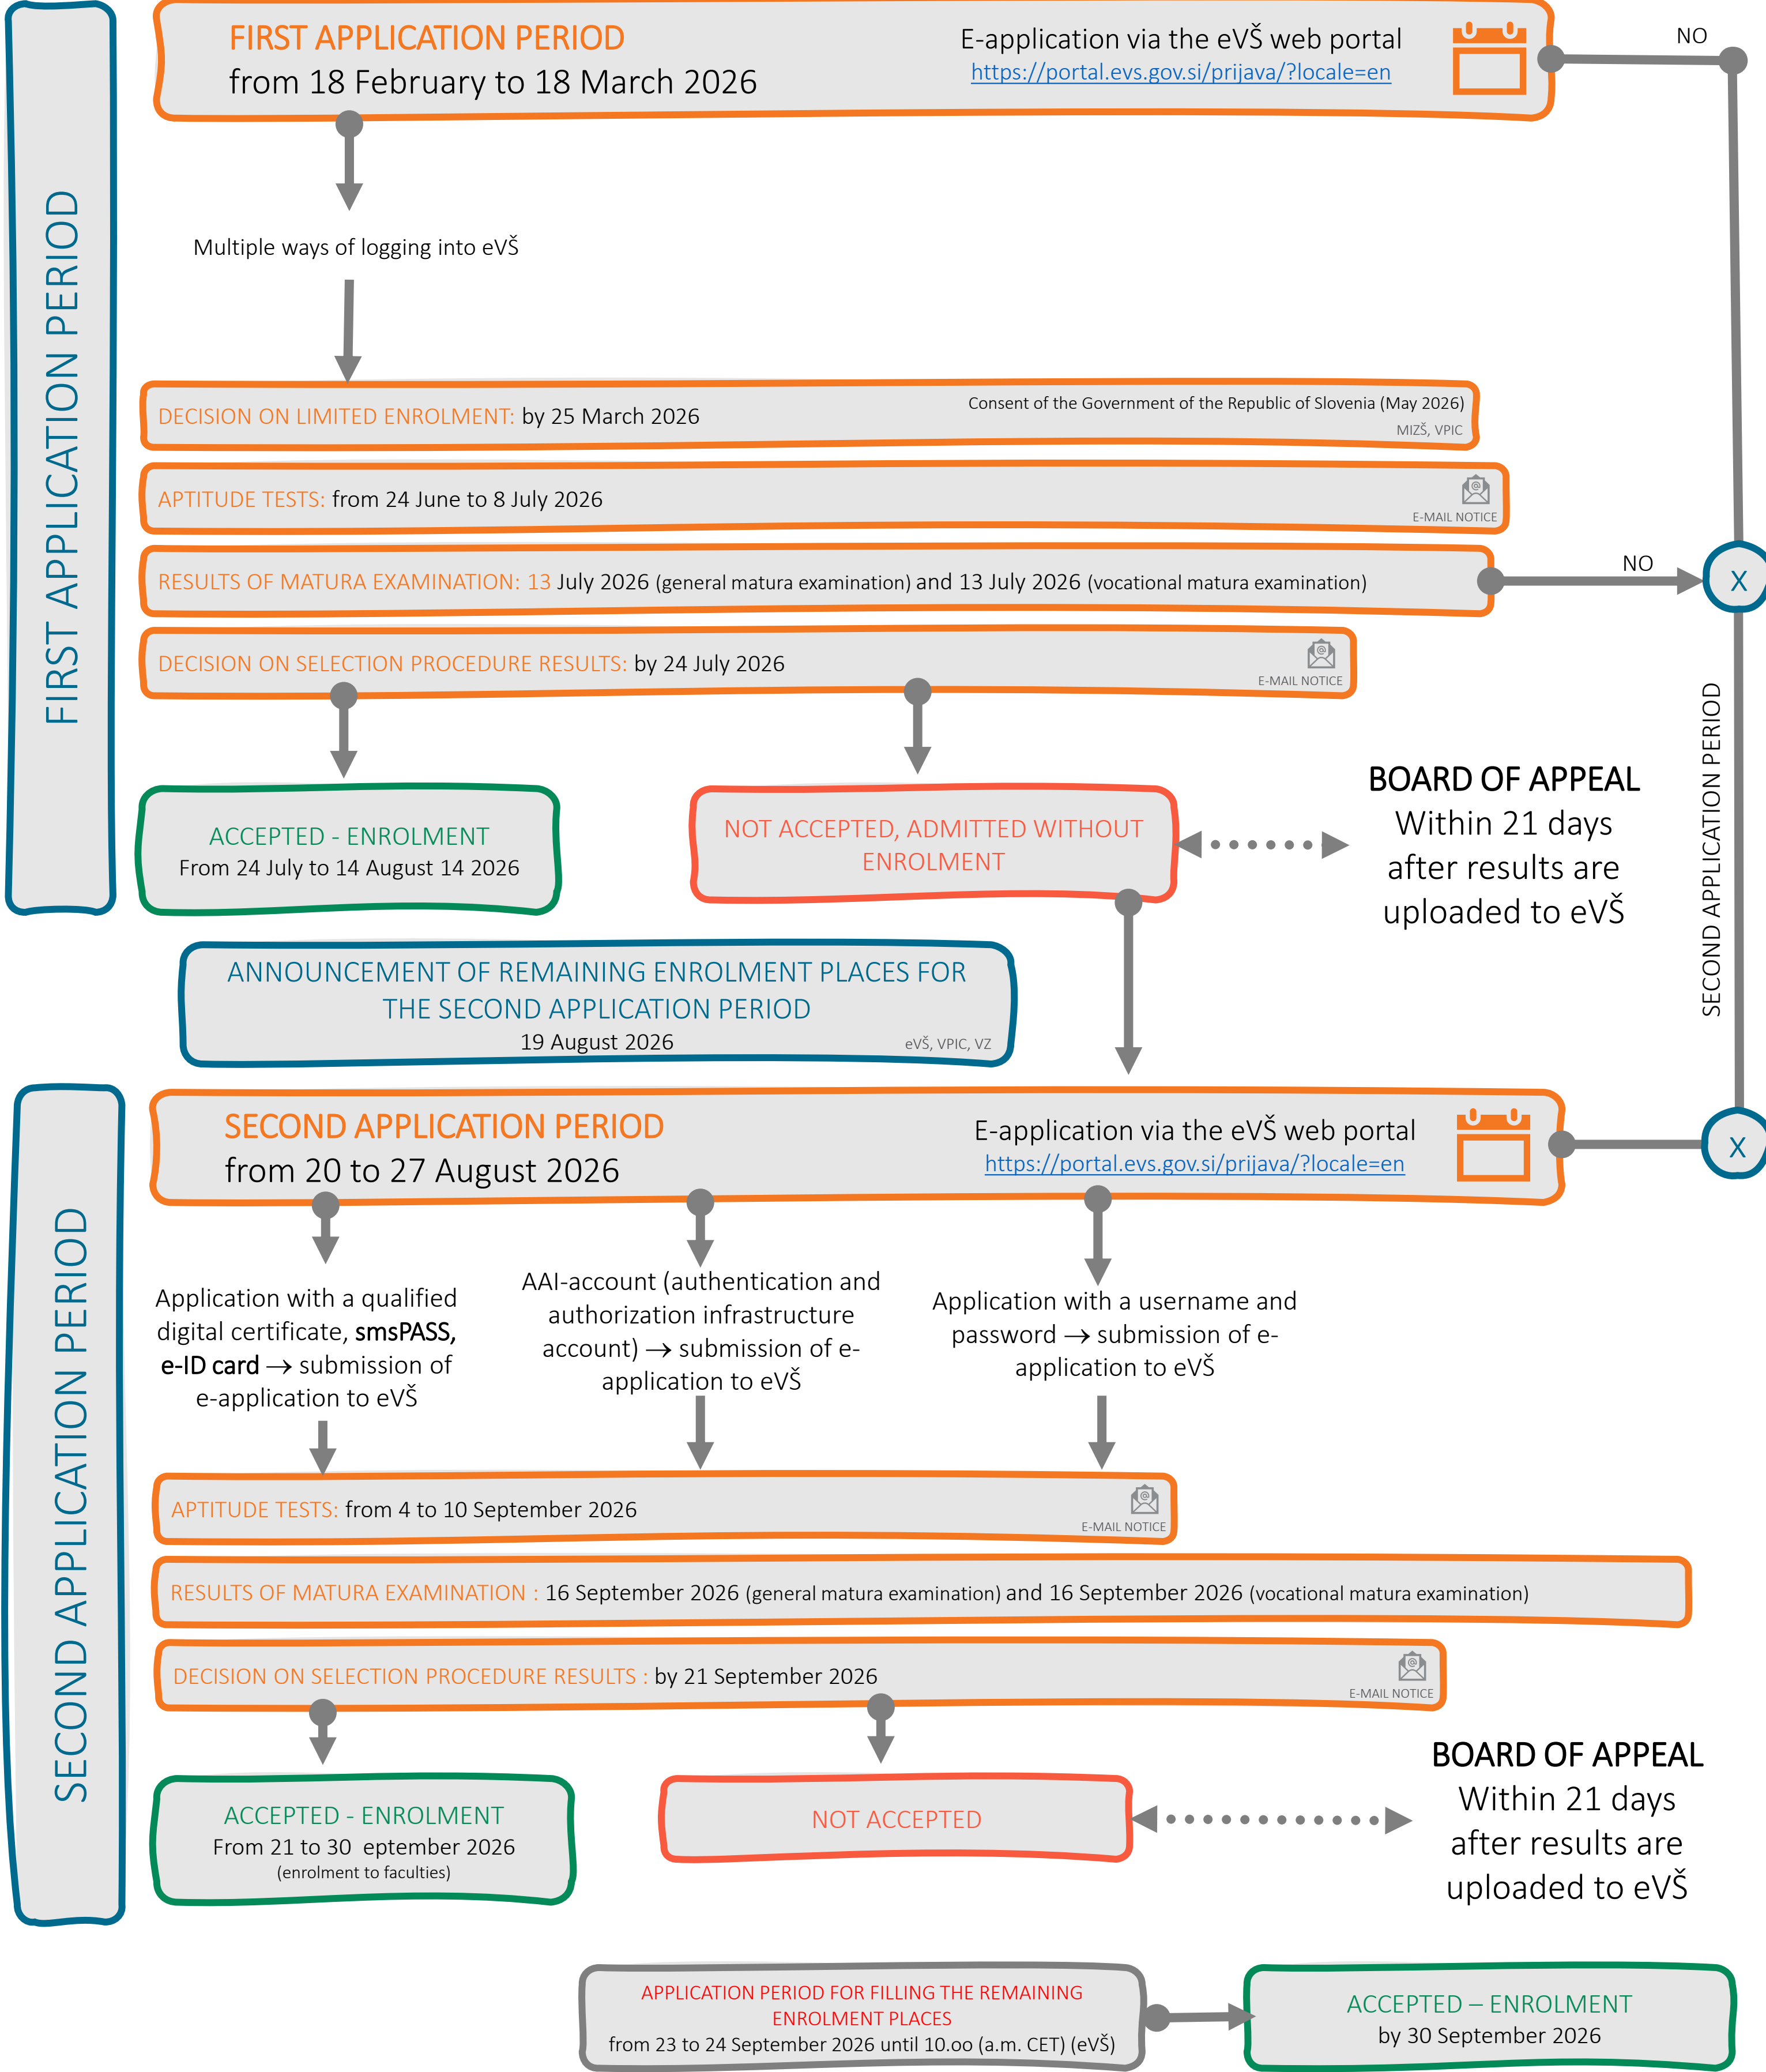 FIRST APPLICATION PERIOD
FIRST APPLICATION PERIOD
from 18 February to 18 March 2026
E-application via the eVŠ web portal
https://portal.evs.gov.si/prijava/?locale=en
NO
Multiple ways of logging into eVŠ
DECISION ON LIMITED ENROLMENT: by 25 March 2026
Consent of the Government of the Republic of Slovenia (May 2026)
MIZŠ, VPIC
APTITUDE TESTS: from 24 June to 8 July 2026
E-MAIL NOTICE
RESULTS OF MATURA EXAMINATION: 13 July 2026 (general matura examination) and 13 July 2026 (vocational matura examination)
NO
X
DECISION ON SELECTION PROCEDURE RESULTS: by 24 July 2026
E-MAIL NOTICE
ACCEPTED - ENROLMENT
From 24 July to 14 August 14 2026
NOT ACCEPTED, ADMITTED WITHOUT
ENROLMENT
BOARD OF APPEAL
Within 21 days
after results are
uploaded to eVŠ
SECOND APPLICATION PERIOD
ANNOUNCEMENT OF REMAINING ENROLMENT PLACES FOR
THE SECOND APPLICATION PERIOD
19 August 2026
eVŠ, VPIC, VZ
SECOND APPLICATION PERIOD
SECOND APPLICATION PERIOD
from 20 to 27 August 2026
E-application via the eVŠ web portal
https://portal.evs.gov.si/prijava/?locale=en
X
Application with a qualified
digital certificate, smsPASS,
e-ID card → submission of
e-application to eVŠ
AAI-account (authentication and
authorization infrastructure
account) → submission of e-
application to eVŠ
Application with a username and
password → submission of e-
application to eVŠ
APTITUDE TESTS: from 4 to 10 September 2026
E-MAIL NOTICE
RESULTS OF MATURA EXAMINATION : 16 September 2026 (general matura examination) and 16 September 2026 (vocational matura examination)
DECISION ON SELECTION PROCEDURE RESULTS : by 21 September 2026
E-MAIL NOTICE
ACCEPTED - ENROLMENT
From 21 to 30  eptember 2026
(enrolment to faculties)
NOT ACCEPTED
BOARD OF APPEAL
Within 21 days
after results are
uploaded to eVŠ
APPLICATION PERIOD FOR FILLING THE REMAINING
ENROLMENT PLACES
from 23 to 24 September 2026 until 10.oo (a.m. CET) (eVŠ)
ACCEPTED – ENROLMENT
by 30 September 2026